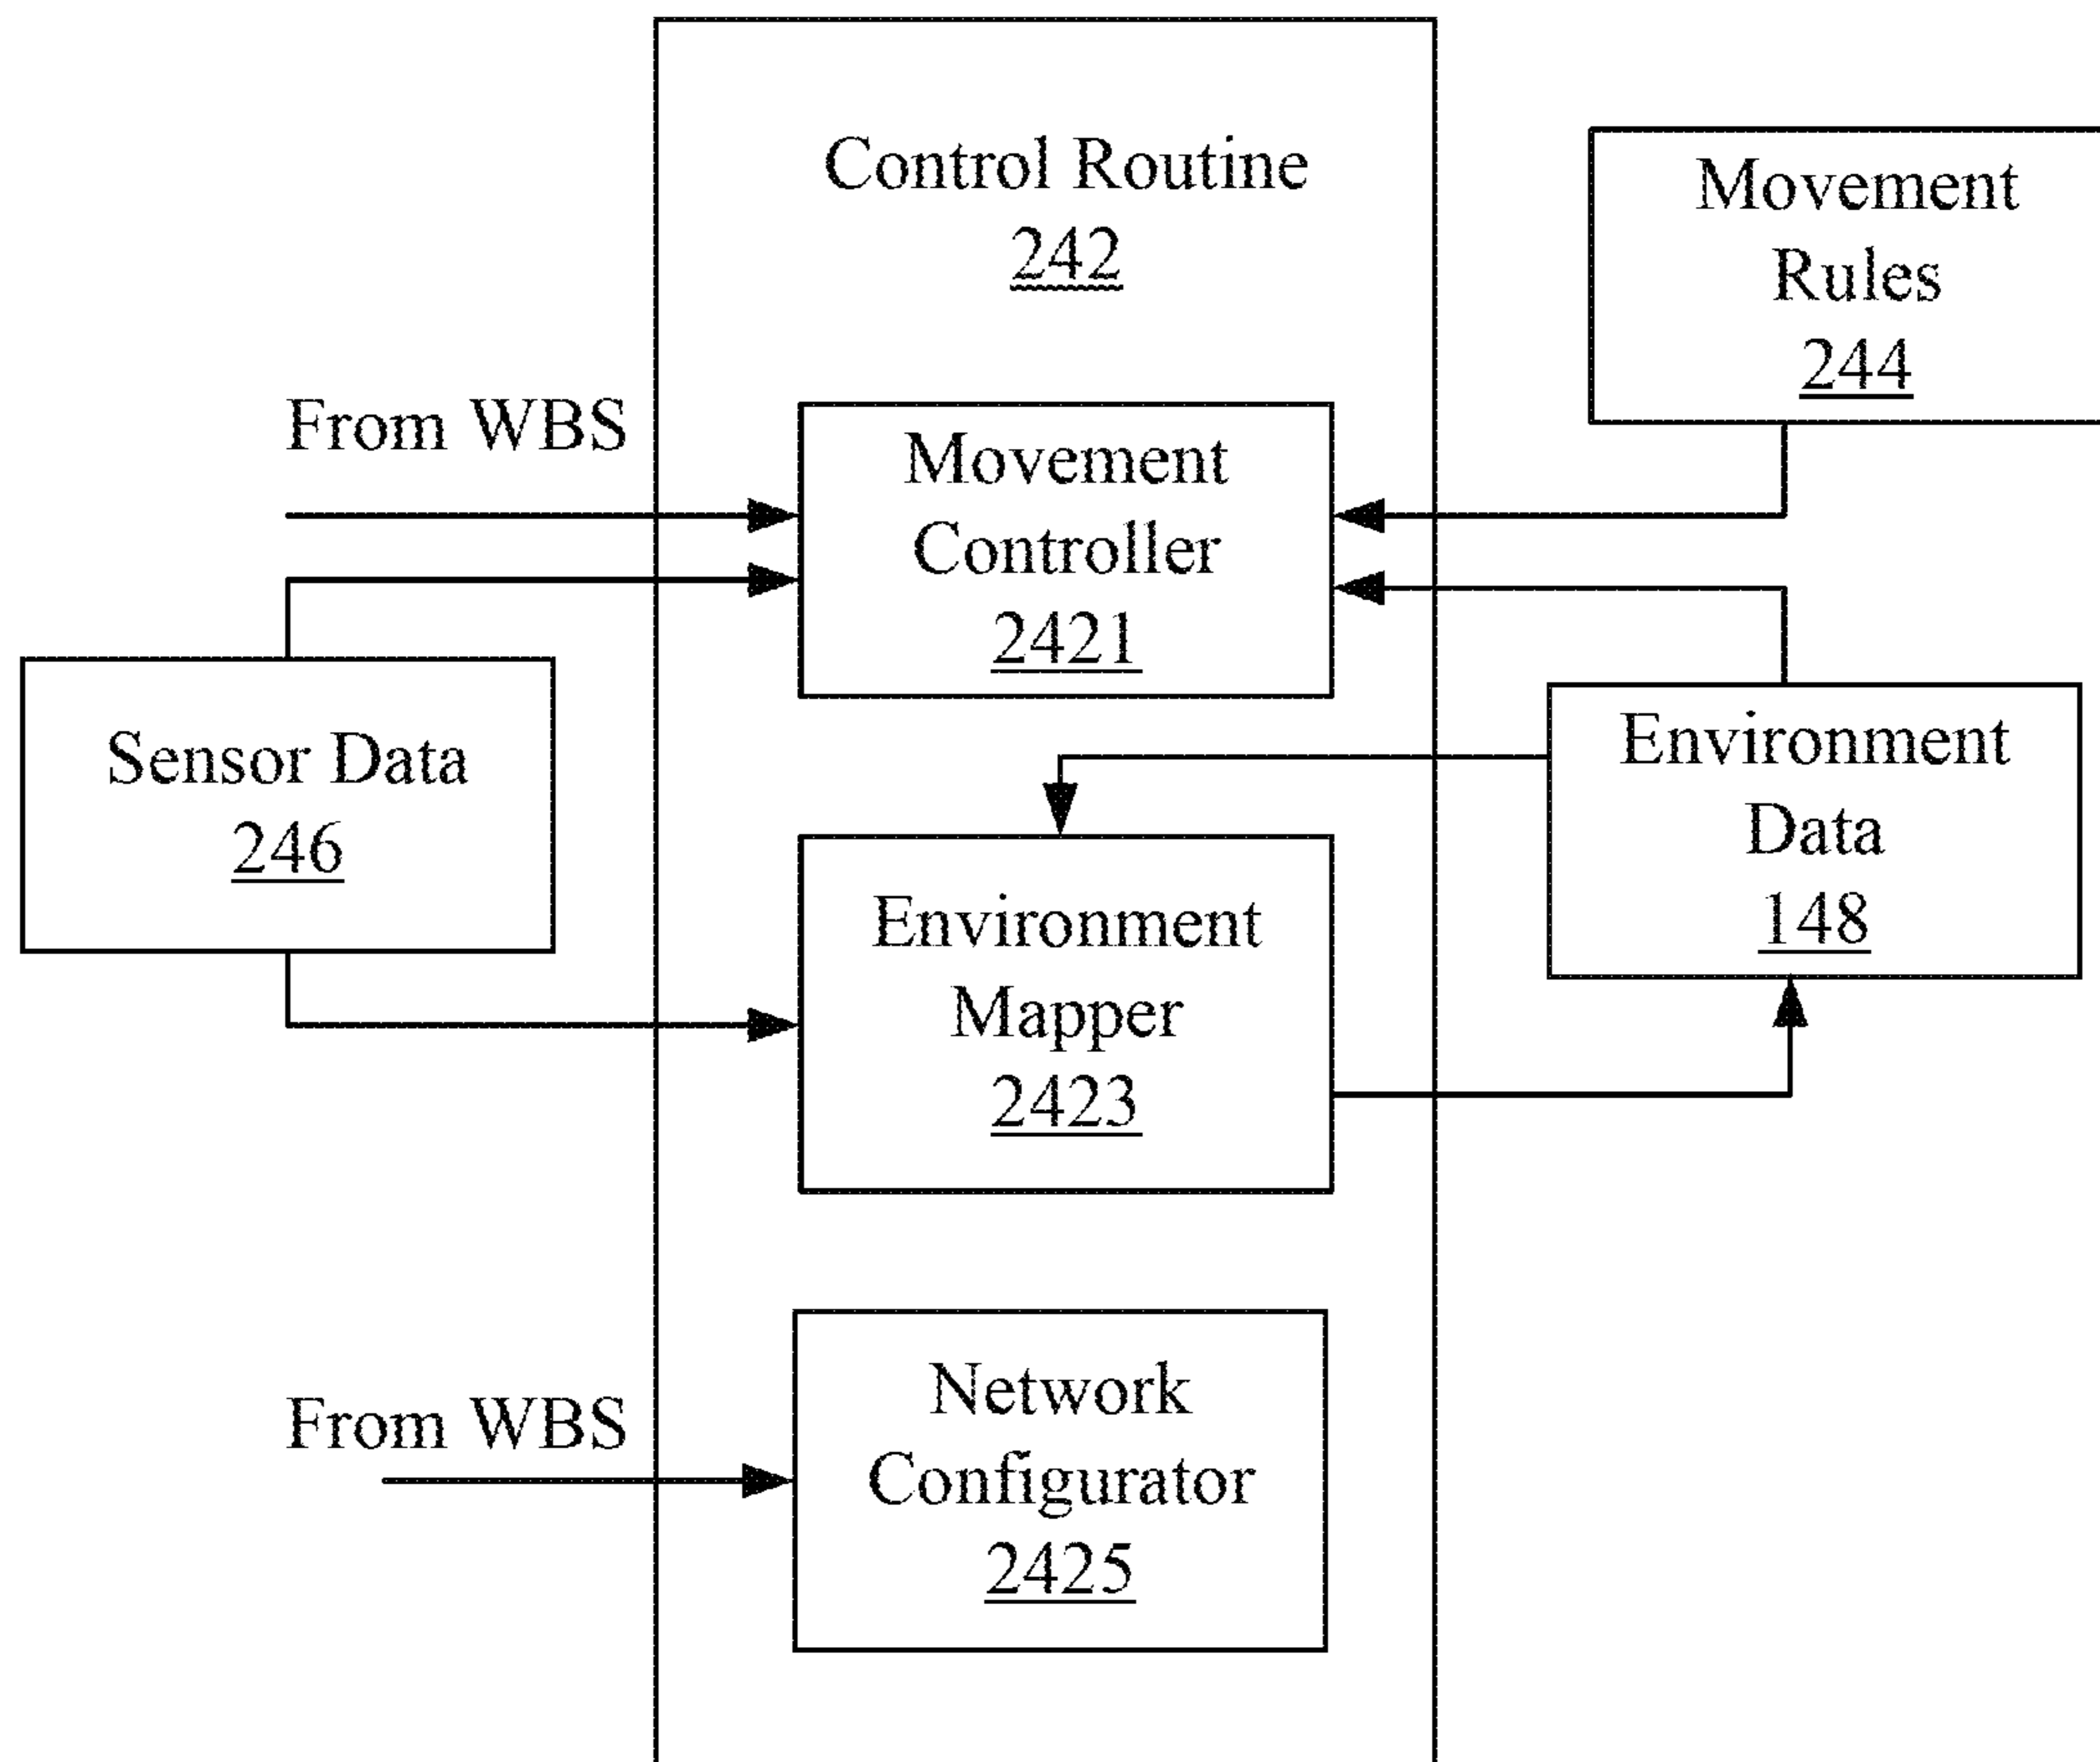 Control Routine
242
Movement
Rules
244
From WBS
Movement
Controller
2421
Sensor Data
246
Environment
Data
148
Environment
Mapper
2423
From WBS
Network
Configurator
2425